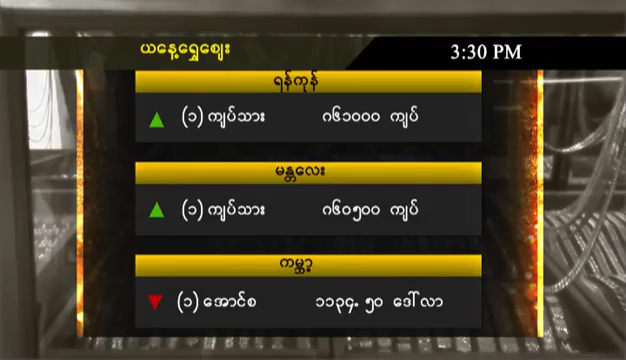 ယနေ့ရွှေဈေး
3:30 PM
ရန်ကုန်
(၁) ကျပ်သား ၈၆၁၀၀၀ ကျပ်
မန္တလေး
(၁) ကျပ်သား ၈၆၀၅၀၀ ကျပ်
ကမ္ဘာ့
(၁) အောင်စ ၁၁၃၄.၅၀ ဒေါ်လာ